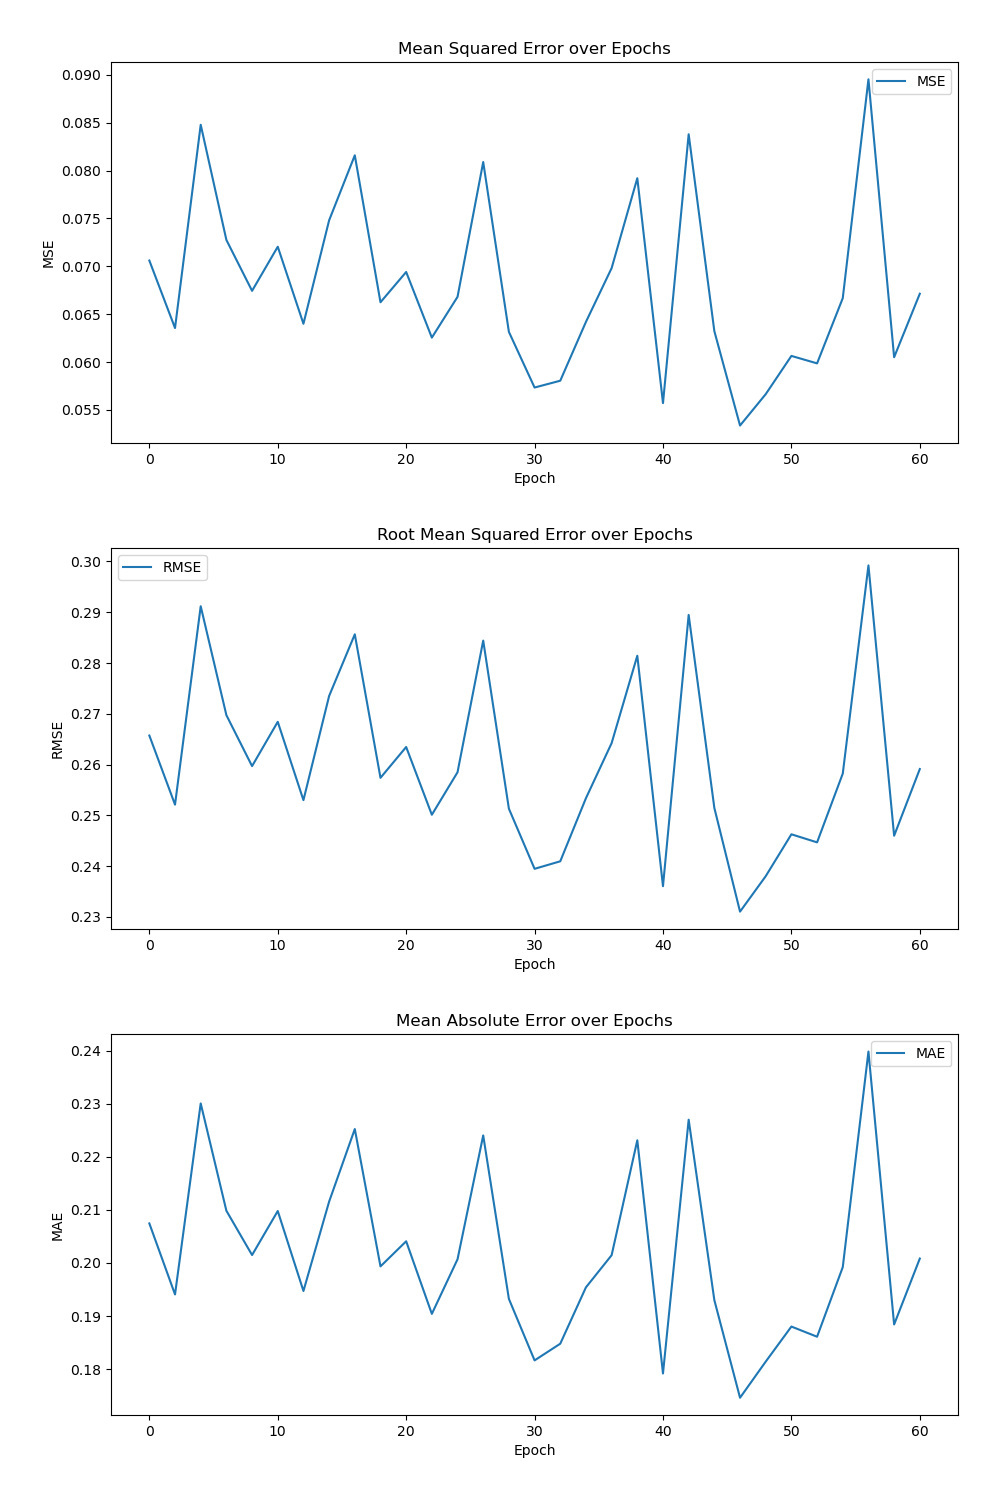 Mean Squared Error over Epochs
0.090
0.085
0.080
0.075
0.070
0.065
0.060
0.055
MSE
MSE
0 10 20 30 40 50 60
Epoch
Root Mean Squared Error over Epochs
0.30
0.29
0.28
0.27
0.26
0.25
0.24
0.23
RMSE
RMSE
0 10 20 30 40 50 60
Epoch
Mean Absolute Error over Epochs
0.24
0.23
0.22
0.21
0.20
0.19
0.18
MAE
MAE
0 10 20 30 40 50 60
Epoch